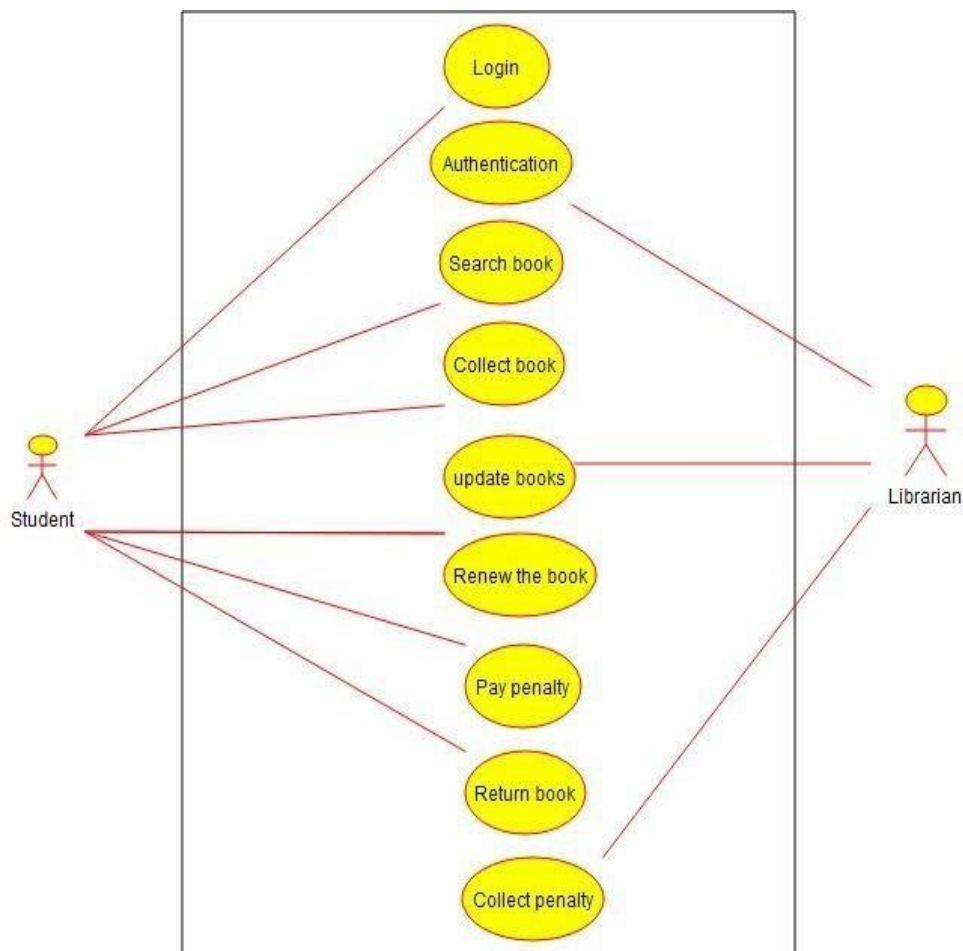 Login
Authentication
Search book
Collect book
update books
Librarian
Student
Renew the book
Pay penalty
Return book
Collect penalty